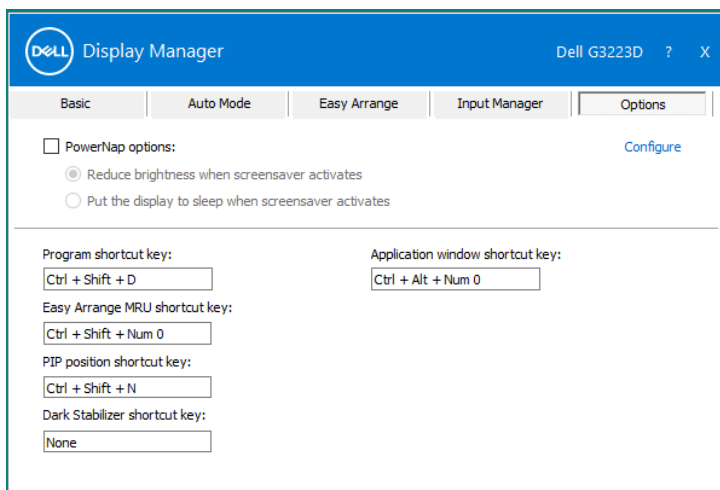 DELL Display Manager Dell G3223D ? X
Basic Auto Mode Easy Arrange Input Manager Options
PowerNap options: Configure
Reduce brightness when screensaver activates
Put the display to sleep when screensaver activates
Program shortcut key: Application window shortcut key:
Ctrl + Shift + D Ctrl + Alt + Num 0
Easy Arrange MRU shortcut key:
Ctrl + Shift + Num 0
PIP position shortcut key:
Ctrl + Shift + N
Dark Stabilizer shortcut key:
None